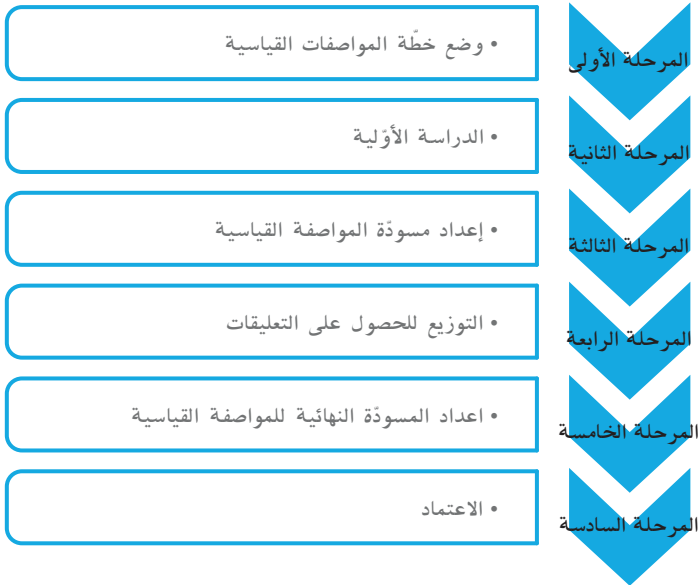 المرحلة الأولى
• وضع خطّة المواصفات القياسية
المرحلة الثانية
• الدراسة الأوّلية
المرحلة الثالثة
• إعداد مسودّة المواصفة القياسية
المرحلة الرابعة
• التوزيع للحصول على التعليقات
المرحلة الخامسة
• اعداد المسودّة النهائية للمواصفة القياسية
المرحلة السادسة
• الاعتماد